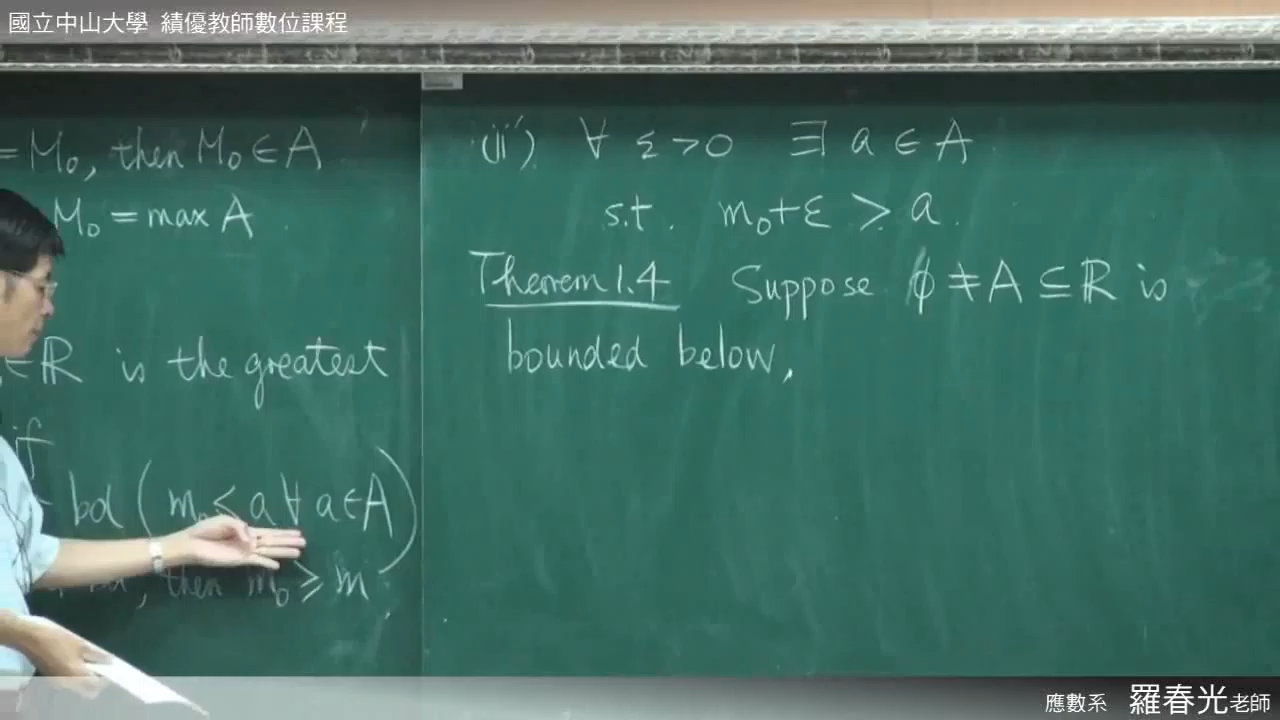 國立中山大學 績優教師數位課程
= M₀, then M₀ ∈ A
M₀ = max A.
∈ ℝ is the greatest
if
bd (m₀ ≤ a ∀ a ∈ A)
, then m₀ ≥ m.
(ii') ∀ ε > 0 ∃ a ∈ A
s.t. m₀ + ε > a.
Theorem 1.4 Suppose ϕ ≠ A ⊆ ℝ is
bounded below,
應數系 羅春光老師